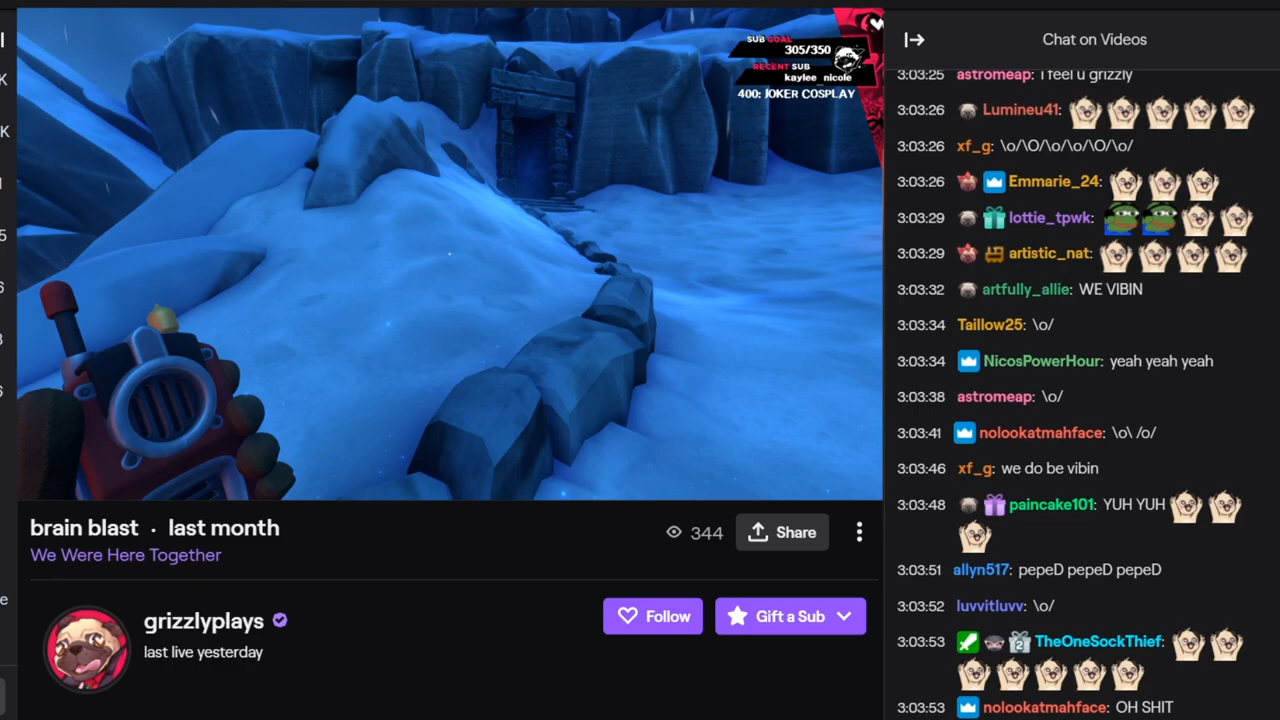 SUB GOAL
305/350
RECENT SUB
kaylee_nicole
400: JOKER COSPLAY
Chat on Videos
3:03:25 astromeap: I feel u grizzly
3:03:26 Lumineu41:
3:03:26 xf_g: \o/\O/\o/\o/\O/\o/
3:03:26 Emmarie_24:
3:03:29 lottie_tpwk:
3:03:29 artistic_nat:
3:03:32 artfully_allie: WE VIBIN
3:03:34 Taillow25: \o/
3:03:34 NicosPowerHour: yeah yeah yeah
3:03:38 astromeap: \o/
3:03:41 nolookatmahface: \o\ /o/
3:03:46 xf_g: we do be vibin
3:03:48 paincake101: YUH YUH
3:03:51 allyn517: pepeD pepeD pepeD
3:03:52 luvvitluvv: \o/
3:03:53 2 TheOneSockThief:
3:03:53 nolookatmahface: OH SHIT
K
K
5
6
3
6
e
brain blast · last month
We Were Here Together
344
Share
grizzlyplays
last live yesterday
Follow
Gift a Sub